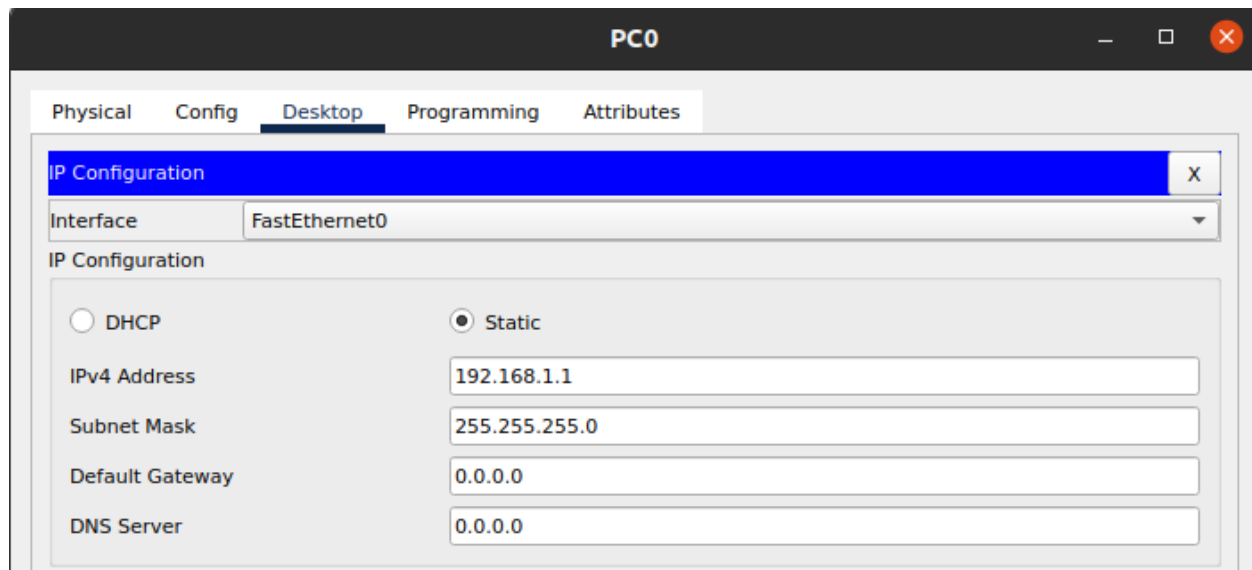 PC0
Physical Config Desktop Programming Attributes
IP Configuration X
Interface FastEthernet0
IP Configuration
DHCP Static
IPv4 Address 192.168.1.1
Subnet Mask 255.255.255.0
Default Gateway 0.0.0.0
DNS Server 0.0.0.0